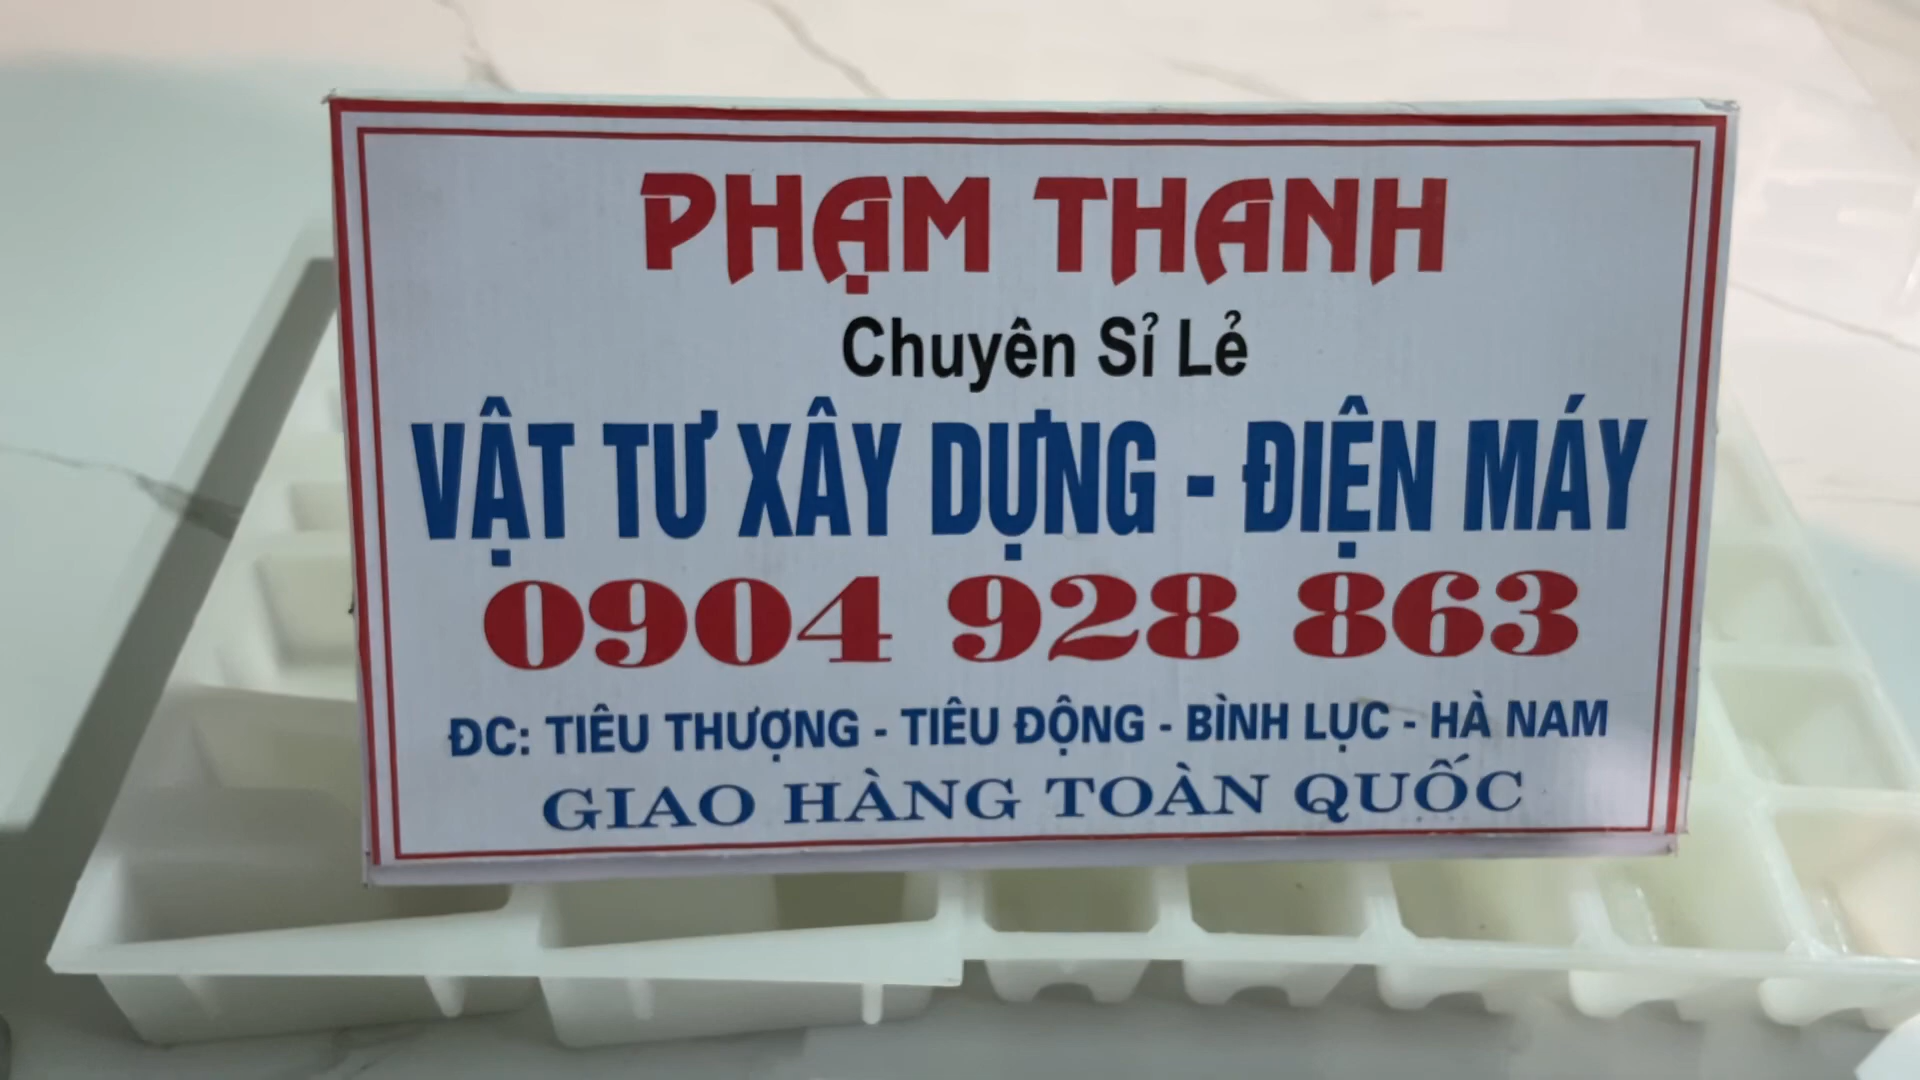 PHẠM THANH
Chuyên Sỉ Lẻ
VẬT TƯ XÂY DỰNG - ĐIỆN MÁY
0904 928 863
ĐC: TIÊU THƯỢNG - TIÊU ĐỘNG - BÌNH LỤC - HÀ NAM
GIAO HÀNG TOÀN QUỐC